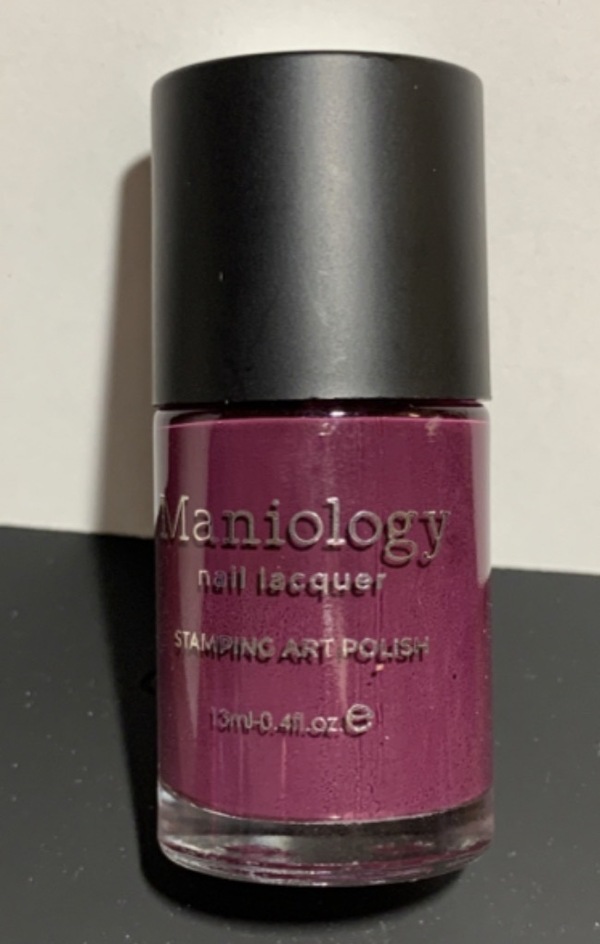 Maniology
nail lacquer
STAMPING ART POLISH
13ml-0.4fl.oz.℮